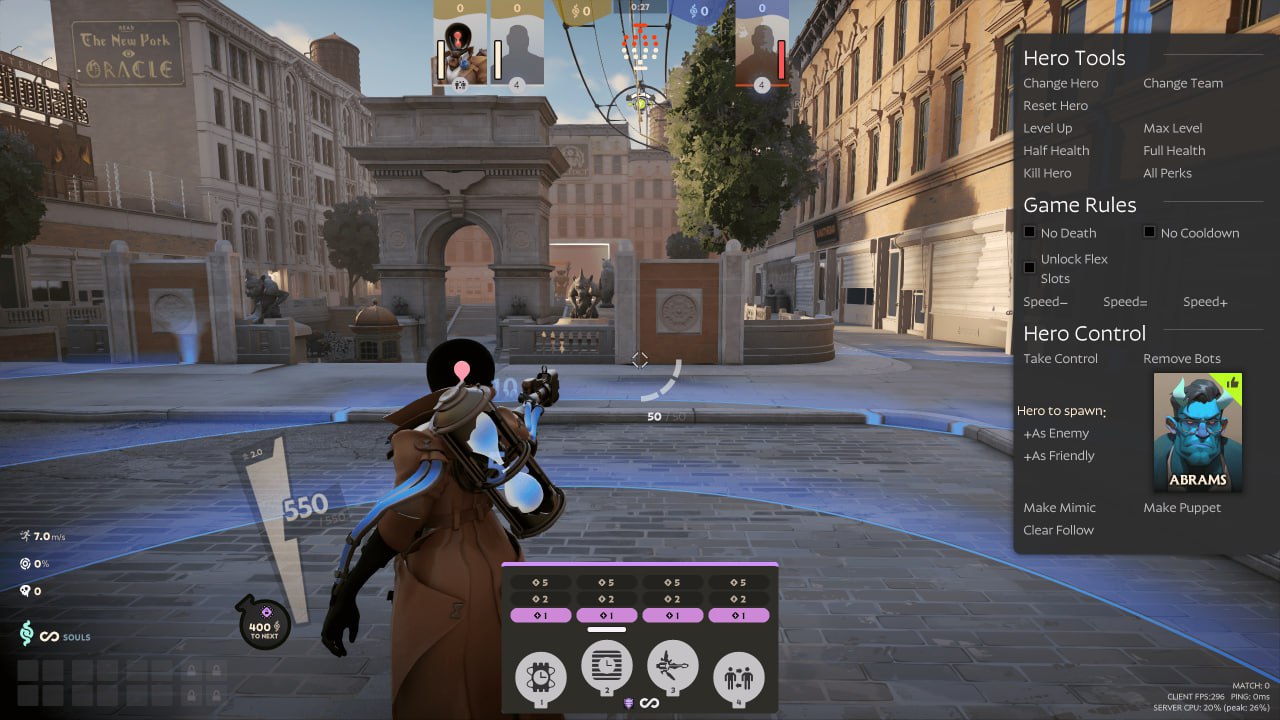 READ
The New York
ORACLE
0
0
0
0:27
0
0
4
4
Hero Tools
Change Hero Change Team
Reset Hero
Level Up Max Level
Half Health Full Health
Kill Hero All Perks
Game Rules
No Death No Cooldown
Unlock Flex
Slots
Speed– Speed= Speed+
Hero Control
Take Control Remove Bots
Hero to spawn:
+As Enemy
+As Friendly
ABRAMS
Make Mimic Make Puppet
Clear Follow
10
50 / 50
± 2.0
550
/ 550
7.0 m/s
0%
0
400
TO NEXT
SOULS
5 5 5 5
2 2 2 2
1 1 1 1
1 2 3 4
MATCH: 0
CLIENT FPS:296 PING: 0ms
SERVER CPU: 20% (peak: 26%)